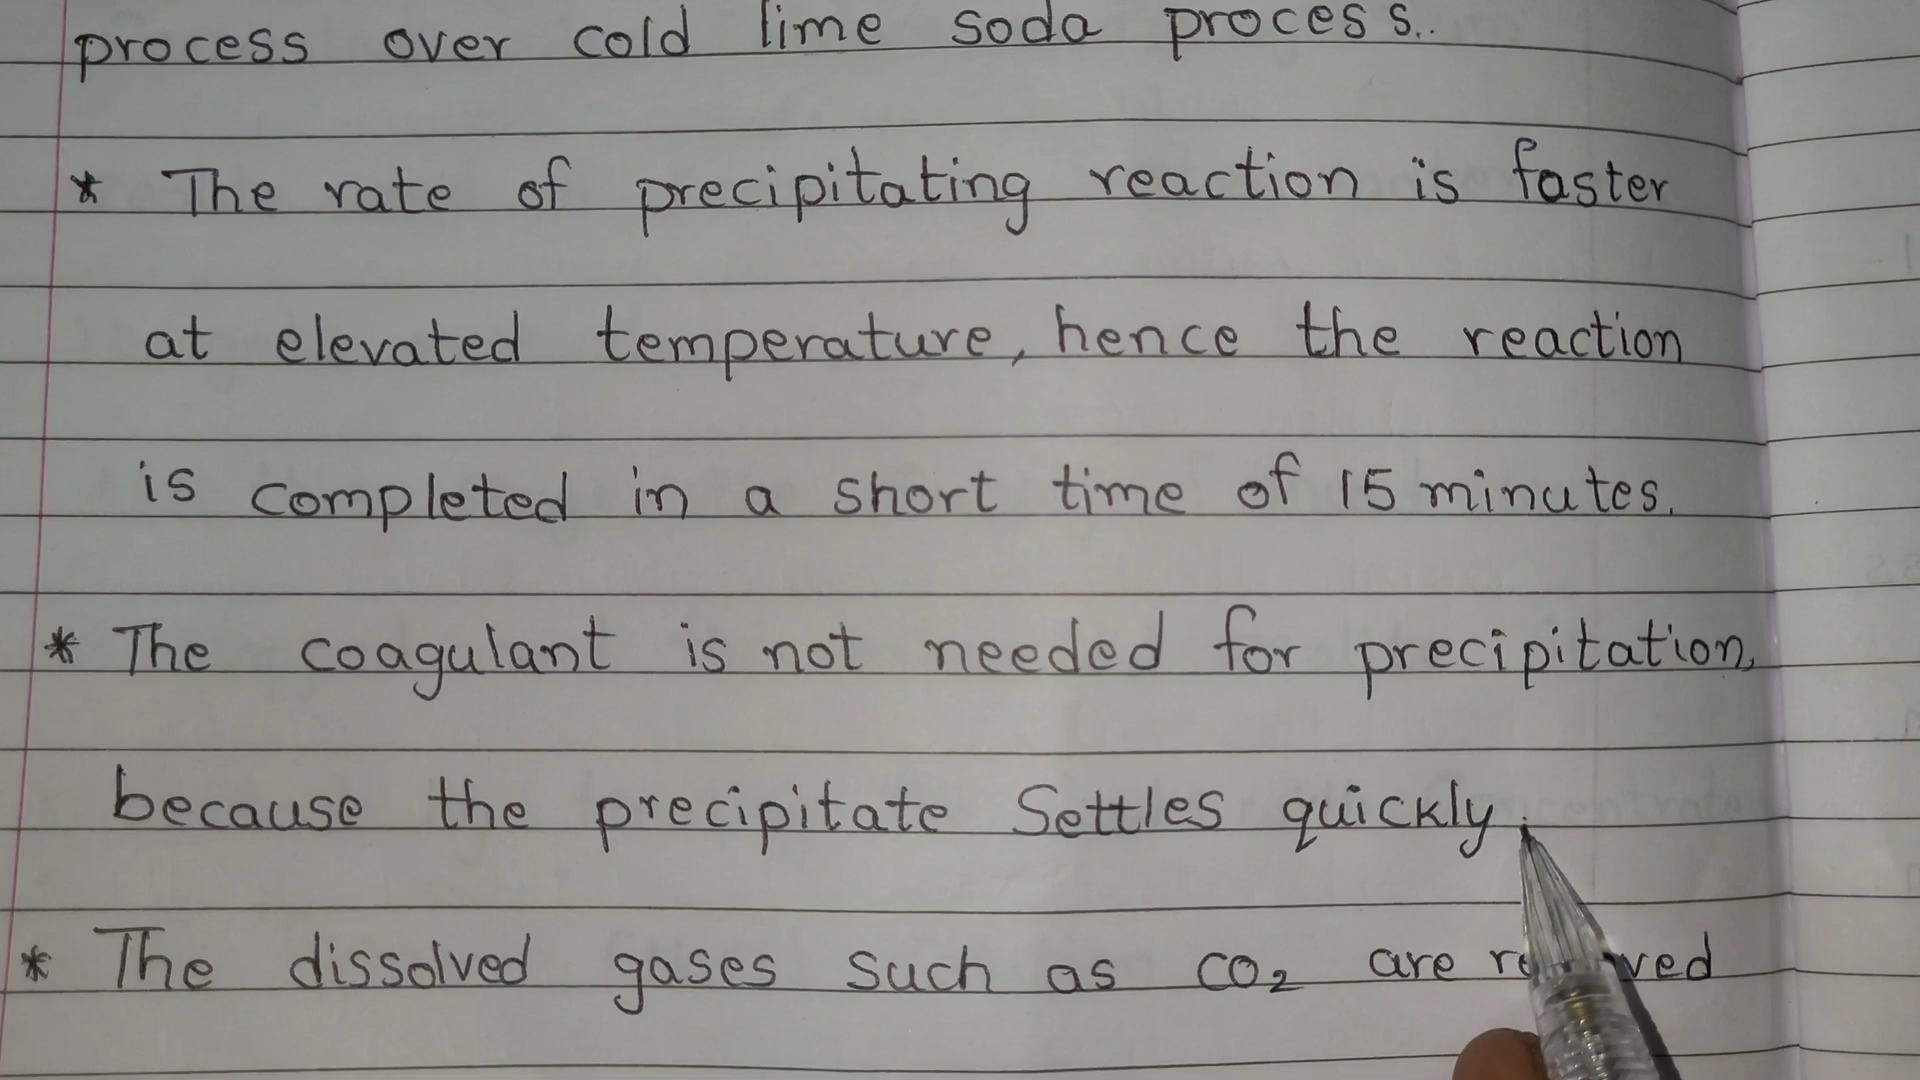 process over cold lime soda process..
* The rate of precipitating reaction is faster
at elevated temperature, hence the reaction
is completed in a short time of 15 minutes.
* The coagulant is not needed for precipitation,
because the precipitate Settles quickly.
* The dissolved gases such as CO₂ are